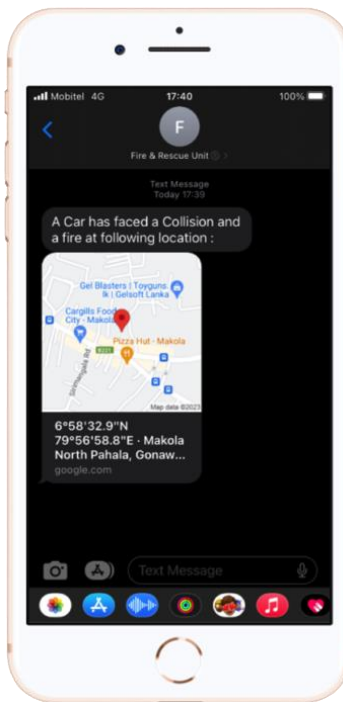 Mobitel 4G 17:40 100%
F
Fire & Rescue Unit
Text Message
Today 17:39
A Car has faced a Collision and
a fire at following location :
Gel Blasters | Toyguns.
lk | Gelsoft Lanka
Cargills Food
City - Makola
Pizza Hut - Makola
Sirimangala Rd
Map data ©2023
6°58'32.9"N
79°56'58.8"E · Makola
North Pahala, Gonaw...
google.com
Text Message